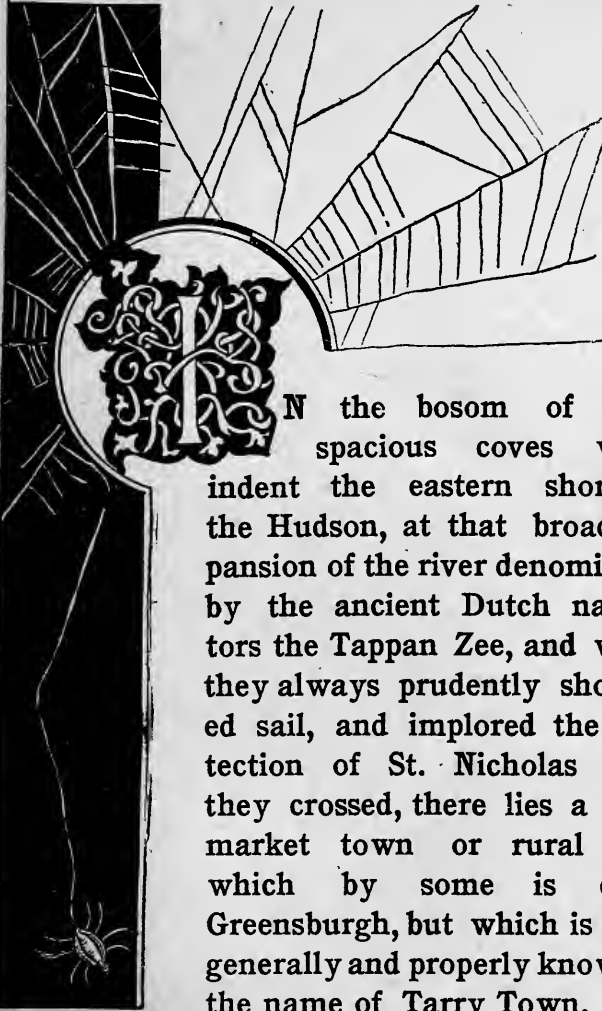 IN the bosom of
spacious coves
indent the eastern shor
the Hudson, at that broad
pansion of the river denomi
by the ancient Dutch na
tors the Tappan Zee, and
they always prudently sho
ed sail, and implored the
tection of St. Nicholas
they crossed, there lies a
market town or rural
which by some is
Greensburgh, but which is
generally and properly know
the name of Tarry Town.